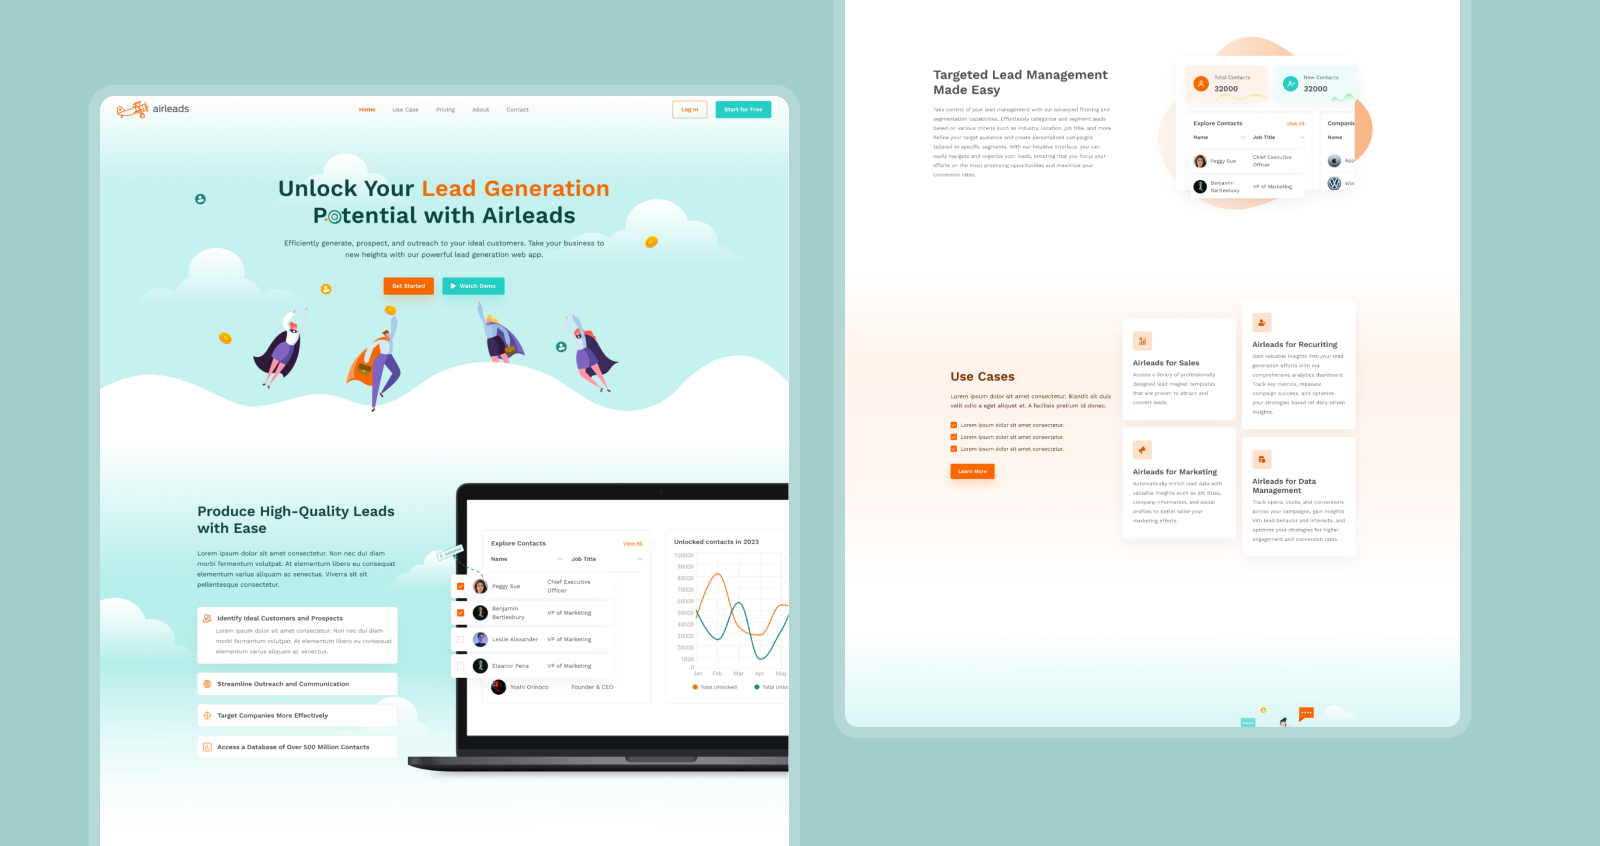 airleads
Home
Use Case
Pricing
About
Contact
Log In
Start for Free
Unlock Your Lead Generation
Potential with Airleads
Efficiently generate, prospect, and outreach to your ideal customers. Take your business to
new heights with our powerful lead generation web app.
Get Started
Watch Demo
Produce High-Quality Leads
with Ease
Lorem ipsum dolor sit amet consectetur. Non nec dui diam
morbi fermentum volutpat. At elementum libero eu consequat
elementum varius aliquam ac senectus. Viverra sit sit
pellentesque consectetur.
Identify Ideal Customers and Prospects
Lorem ipsum dolor sit amet consectetur. Non nec dui diam
morbi fermentum volutpat. At elementum libero eu consequat
elementum varius aliquam ac senectus.
Streamline Outreach and Communication
Target Companies More Effectively
Access a Database of Over 500 Million Contacts
Explore Contacts
View All
Name
Job Title
Peggy Sue
Chief Executive
Officer
Benjamin
Bartlesbury
VP of Marketing
Leslie Alexander
VP of Marketing
Eleanor Pena
VP of Marketing
Yoshi Orinoco
Founder & CEO
Unlocked contacts in 2023
100000
90000
80000
70000
60000
50000
40000
30000
20000
1000
0
Jan
Feb
Mar
Apr
May
Total Unlocked
Total Unlo
Targeted Lead Management
Made Easy
Take control of your lead management with our advanced filtering and
segmentation capabilities. Effortlessly categorize and segment leads
based on various criteria such as industry, location, job title, and more.
Refine your target audience and create personalized campaigns
tailored to specific segments. With our intuitive interface, you can
easily navigate and organize your leads, ensuring that you focus your
efforts on the most promising opportunities and maximize your
conversion rates.
Total Contacts
32000
New Contacts
32000
Explore Contacts
View All
Name
Job Title
Peggy Sue
Chief Executive
Officer
Benjamin
Bartlesbury
VP of Marketing
Companie
Name
App
Win
Use Cases
Lorem ipsum dolor sit amet consectetur. Blandit sit duis
velit odio a eget aliquet et. A facilisis pretium id donec.
Lorem ipsum dolor sit amet consectetur.
Lorem ipsum dolor sit amet consectetur.
Lorem ipsum dolor sit amet consectetur.
Learn More
Airleads for Sales
Access a library of professionally
designed lead magnet templates
that are proven to attract and
convert leads.
Airleads for Marketing
Automatically enrich lead data with
valuable insights such as job titles,
company information, and social
profiles to better tailor your
marketing efforts.
Airleads for Recuriting
Gain valuable insights into your lead
generation efforts with our
comprehensive analytics dashboard.
Track key metrics, measure
campaign success, and optimize
your strategies based on data-driven
insights.
Airleads for Data
Management
Track opens, clicks, and conversions
across your campaigns, gain insights
into lead behavior and interests, and
optimize your strategies for higher
engagement and conversion rates.